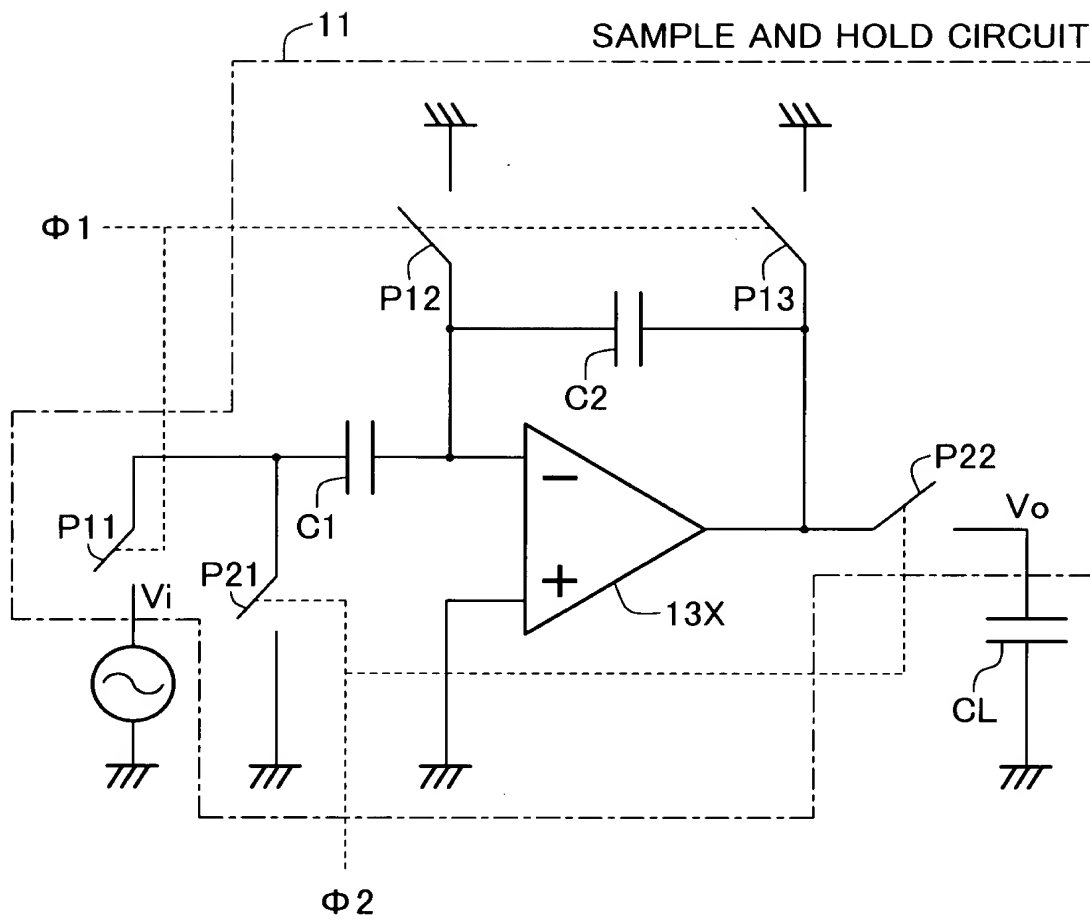 11
SAMPLE AND HOLD CIRCUIT
Φ1
P12
P13
C2
C1
P22
P11
P21
Vi
Vo
−
+
13X
CL
Φ2